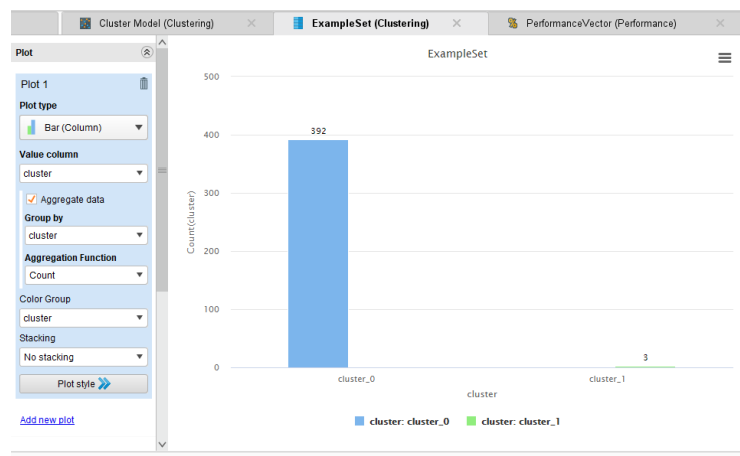 Cluster Model (Clustering)
ExampleSet (Clustering)
PerformanceVector (Performance)
Plot
Plot 1
Plot type
Bar (Column)
Value column
cluster
Aggregate data
Group by
cluster
Aggregation Function
Count
Color Group
cluster
Stacking
No stacking
Plot style
Add new plot
ExampleSet
500
400
300
200
100
0
Count(cluster)
392
3
cluster_0
cluster_1
cluster
cluster: cluster_0
cluster: cluster_1